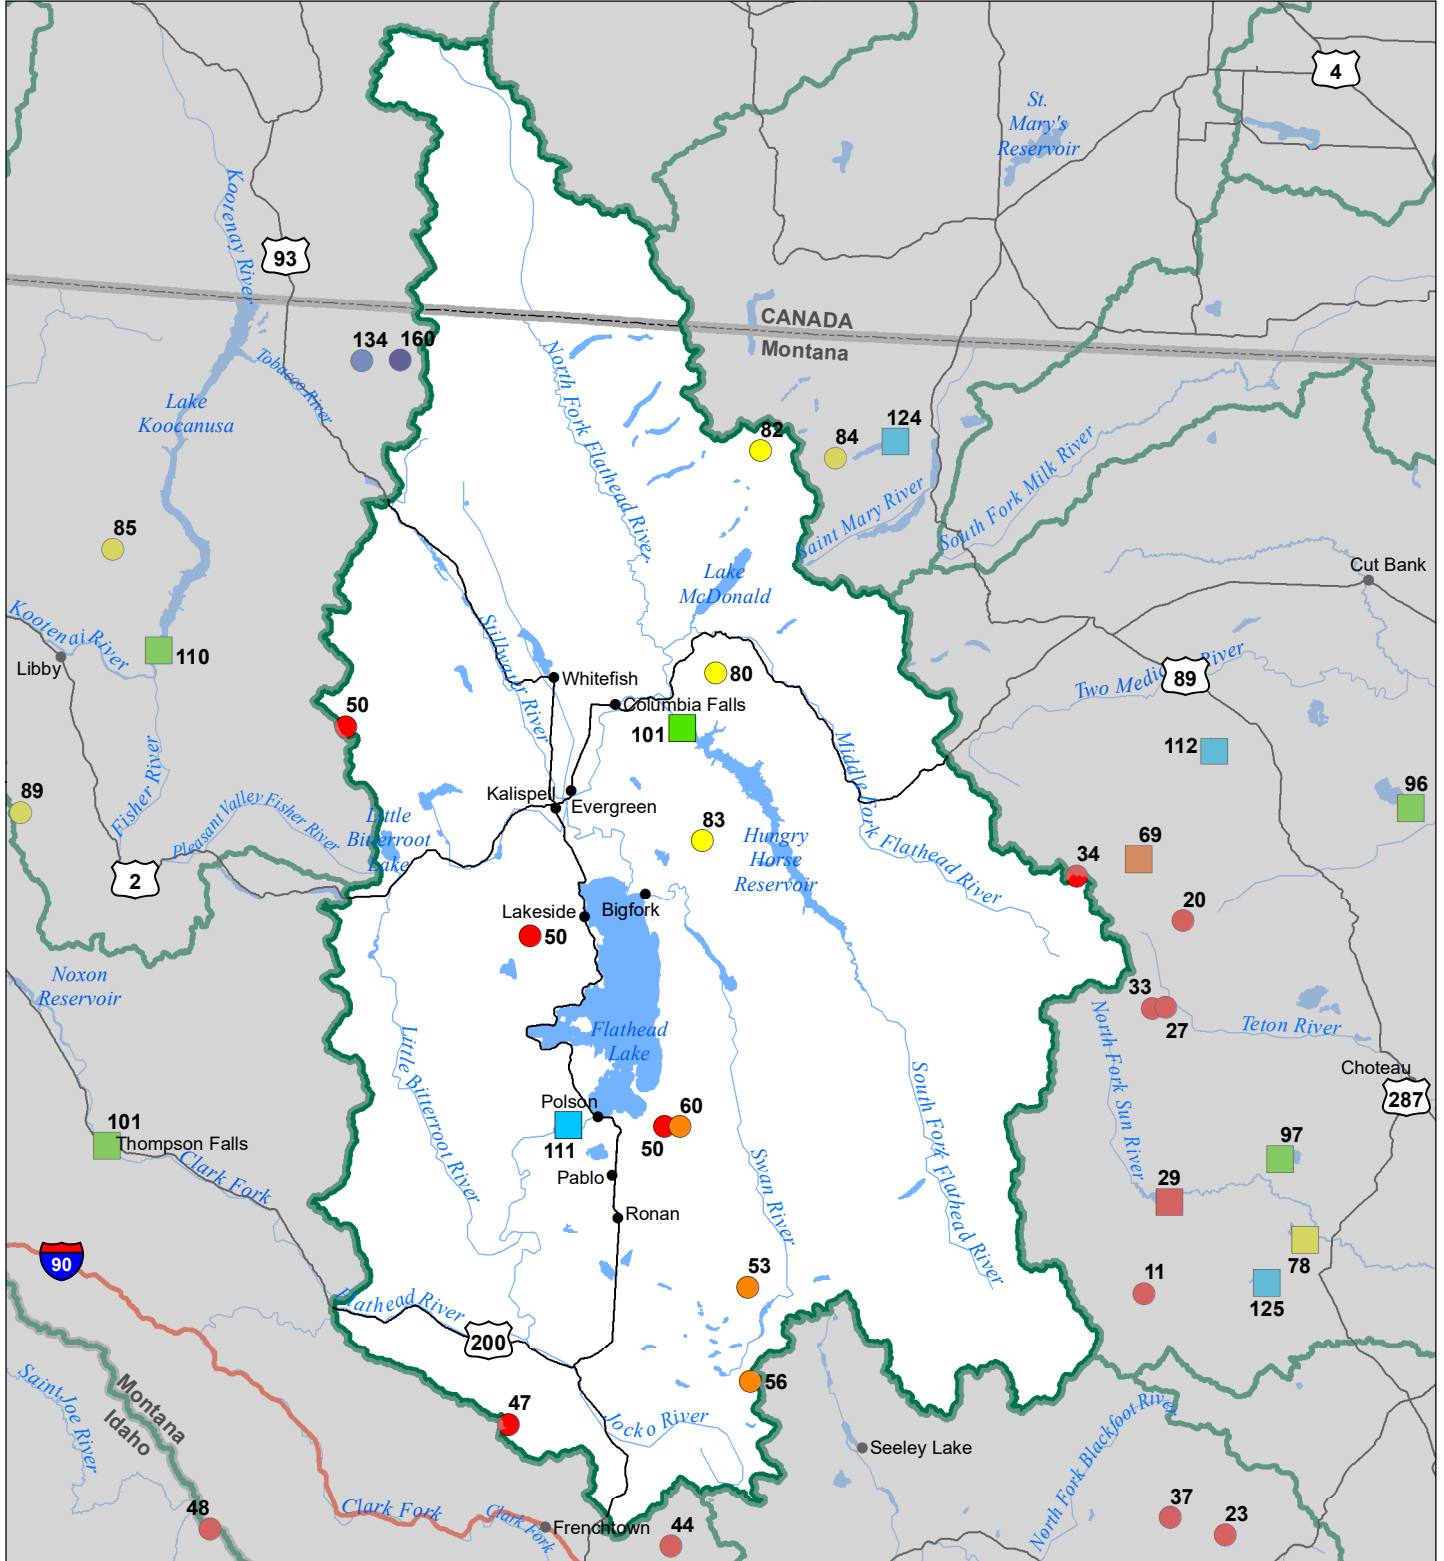 4
St.
Mary's
Reservoir
Kootenay River
93
CANADA
Montana
134
160
Tobacco River
North Fork Flathead River
Lake
Koocanusa
82
84
124
Saint Mary River
South Fork Milk River
85
Cut Bank
Lake
McDonald
Kootenai River
Libby
110
Stillwater River
Whitefish
80
Two Medicine River
89
50
Columbia Falls
101
Middle Fork Flathead River
112
Fisher River
89
Pleasant Valley Fisher River
Kalispell
Evergreen
96
Little
Bitterroot
Lake
83
Hungry
Horse
Reservoir
34
69
2
Lakeside
Bigfork
50
20
Noxon
Reservoir
33
27
North Fork Sun River
Teton River
Flathead
Lake
Little Bitterroot River
South Fork Flathead River
Choteau
287
101
Thompson Falls
Polson
111
60
50
Clark Fork
Pablo
Swan River
97
29
Ronan
90
78
53
11
125
Flathead River
200
Montana
Idaho
Saint Joe River
56
47
Jocko River
Seeley Lake
North Fork Blackfoot River
48
Clark Fork
Clark Fork
Frenchtown
44
37
23